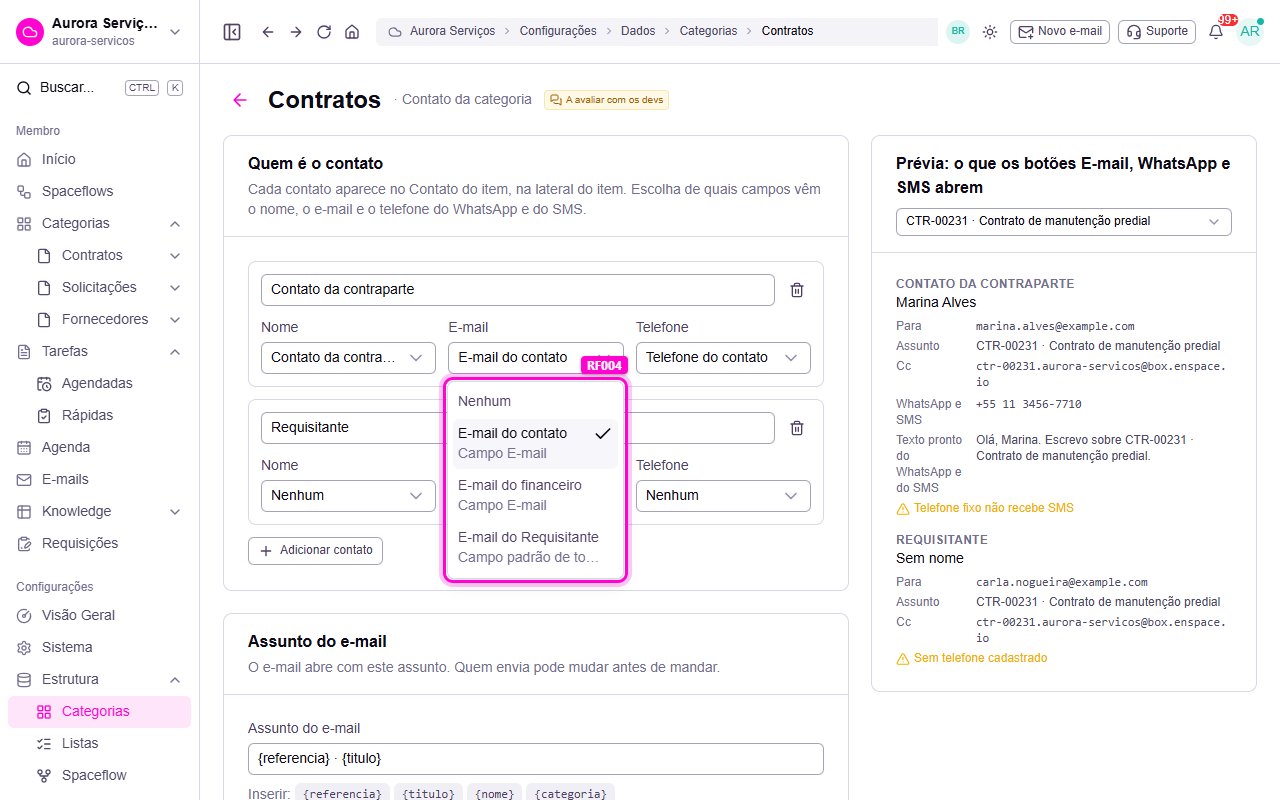 Aurora Serviç...
aurora-servicos
Aurora Serviços > Configurações > Dados > Categorias > Contratos
BR
Novo e-mail
Suporte
99+
AR
Buscar... CTRL K
Membro
Início
Spaceflows
Categorias
Contratos
Solicitações
Fornecedores
Tarefas
Agendadas
Rápidas
Agenda
E-mails
Knowledge
Requisições
Configurações
Visão Geral
Sistema
Estrutura
Categorias
Listas
Spaceflow
Contratos · Contato da categoria
A avaliar com os devs
Quem é o contato
Cada contato aparece no Contato do item, na lateral do item. Escolha de quais campos vêm
o nome, o e-mail e o telefone do WhatsApp e do SMS.
Contato da contraparte
Nome E-mail Telefone
Contato da contra... E-mail do contato Telefone do contato
RF004
Nenhum
E-mail do contato
Campo E-mail
E-mail do financeiro
Campo E-mail
E-mail do Requisitante
Campo padrão de to...
Requisitante
Nome Telefone
Nenhum Nenhum
Adicionar contato
Assunto do e-mail
O e-mail abre com este assunto. Quem envia pode mudar antes de mandar.
Assunto do e-mail
{referencia} · {titulo}
Inserir: {referencia} {titulo} {nome} {categoria}
Prévia: o que os botões E-mail, WhatsApp e
SMS abrem
CTR-00231 · Contrato de manutenção predial
CONTATO DA CONTRAPARTE
Marina Alves
Para marina.alves@example.com
Assunto CTR-00231 · Contrato de manutenção predial
Cc ctr-00231.aurora-servicos@box.enspace.
io
WhatsApp e +55 11 3456-7710
SMS
Texto pronto Olá, Marina. Escrevo sobre CTR-00231 ·
do Contrato de manutenção predial.
WhatsApp e
do SMS
Telefone fixo não recebe SMS
REQUISITANTE
Sem nome
Para carla.nogueira@example.com
Assunto CTR-00231 · Contrato de manutenção predial
Cc ctr-00231.aurora-servicos@box.enspace.
io
Sem telefone cadastrado